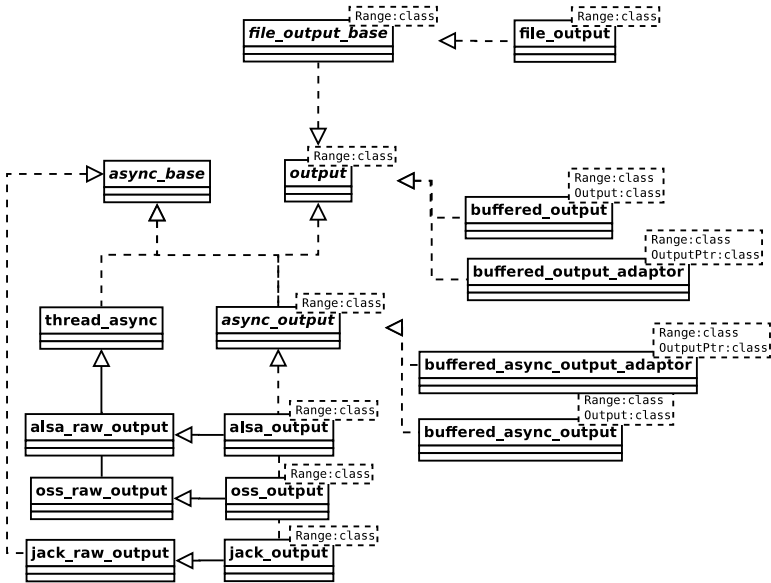 Range:class
file_output_base
Range:class
file_output
Range:class
output
async_base
Range:class
Output:class
buffered_output
Range:class
OutputPtr:class
buffered_output_adaptor
thread_async
Range:class
async_output
Range:class
OutputPtr:class
buffered_async_output_adaptor
Range:class
Output:class
buffered_async_output
alsa_raw_output
Range:class
alsa_output
oss_raw_output
Range:class
oss_output
jack_raw_output
Range:class
jack_output